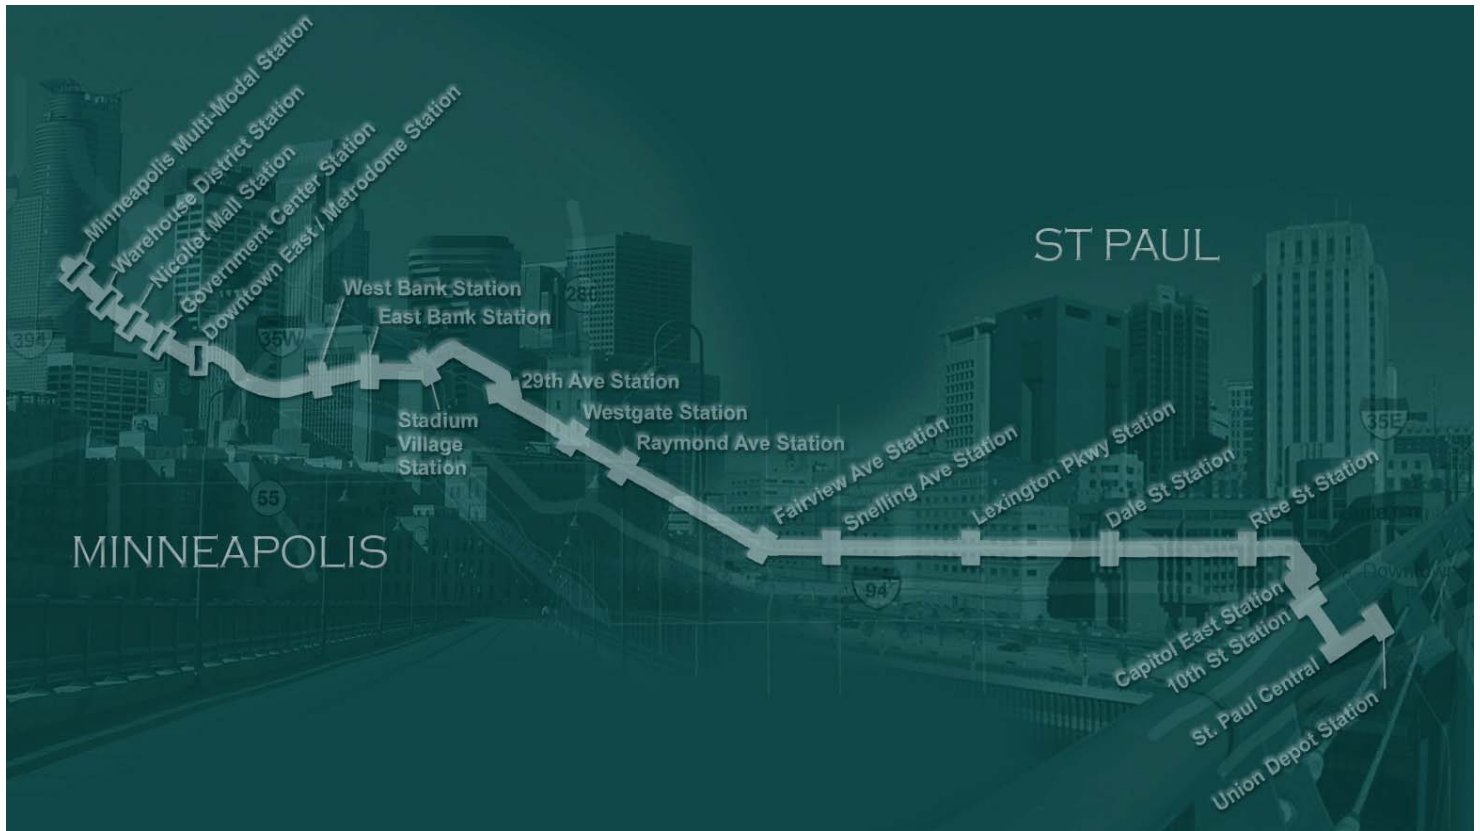 Minneapolis Multi-Modal Station
Warehouse District Station
Nicollet Mall Station
Government Center Station
Downtown East / Metrodome Station
West Bank Station
East Bank Station
Stadium
Village
Station
29th Ave Station
Westgate Station
Raymond Ave Station
Fairview Ave Station
Snelling Ave Station
Lexington Pkwy Station
Dale St Station
Rice St Station
Capitol East Station
10th St Station
St. Paul Central
Union Depot Station
ST PAUL
MINNEAPOLIS
394
35W
280
55
94
35E